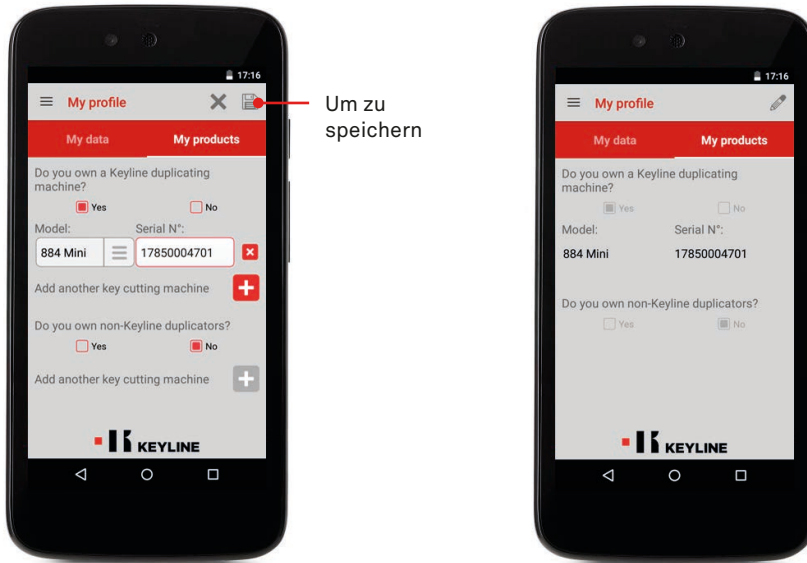 17:16
My profile
My data
My products
Do you own a Keyline duplicating
machine?
Yes
No
Model:
Serial N°:
884 Mini
17850004701
Add another key cutting machine
Do you own non-Keyline duplicators?
Yes
No
Add another key cutting machine
KEYLINE
Um zu
speichern
17:16
My profile
My data
My products
Do you own a Keyline duplicating
machine?
Yes
No
Model:
Serial N°:
884 Mini
17850004701
Do you own non-Keyline duplicators?
Yes
No
KEYLINE